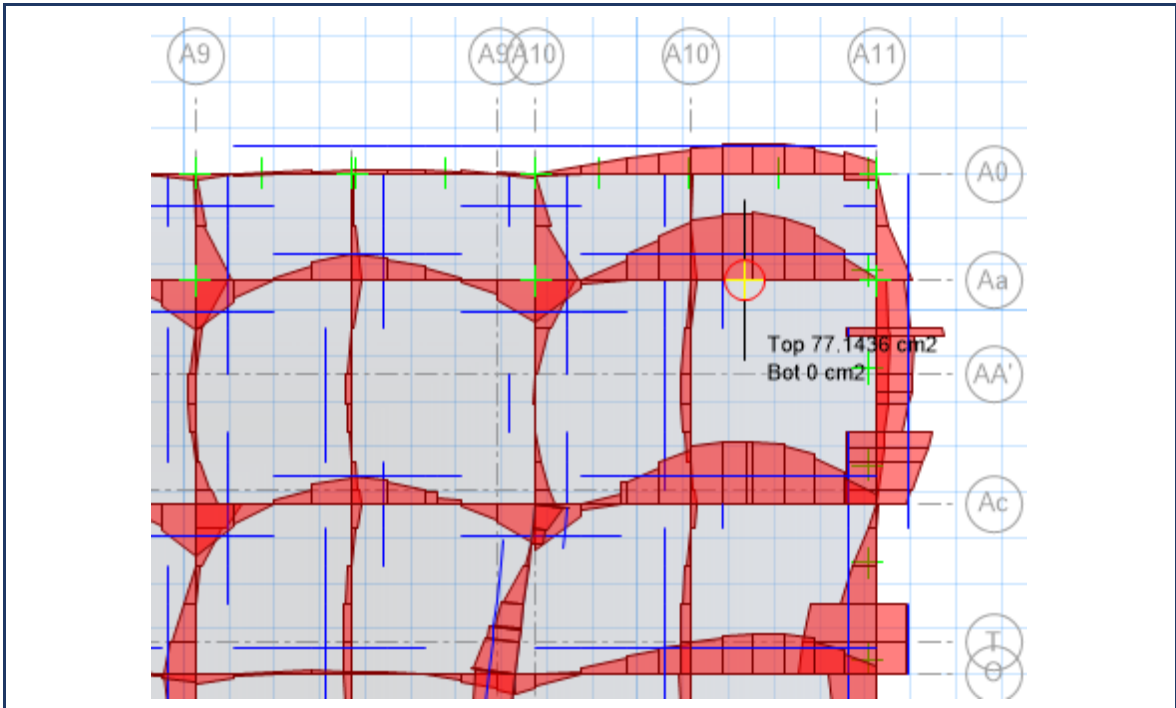 A9 A9' A10 A10' A11
A0
Aa
Top 77.1436 cm2
Bot 0 cm2
AA'
Ac
T
O